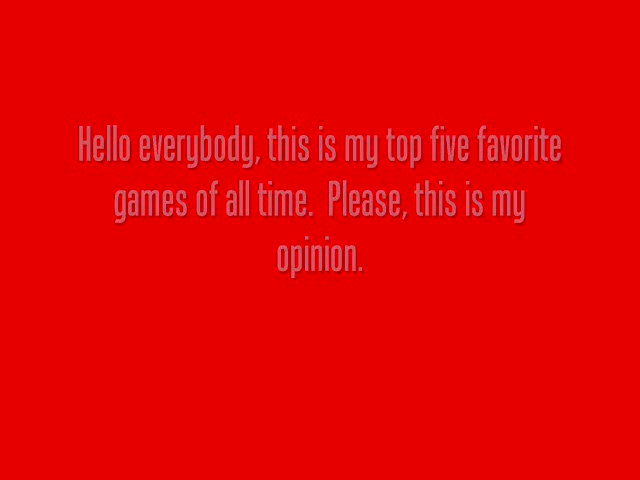 Hello everybody, this is my top five favorite
games of all time.  Please, this is my
opinion.